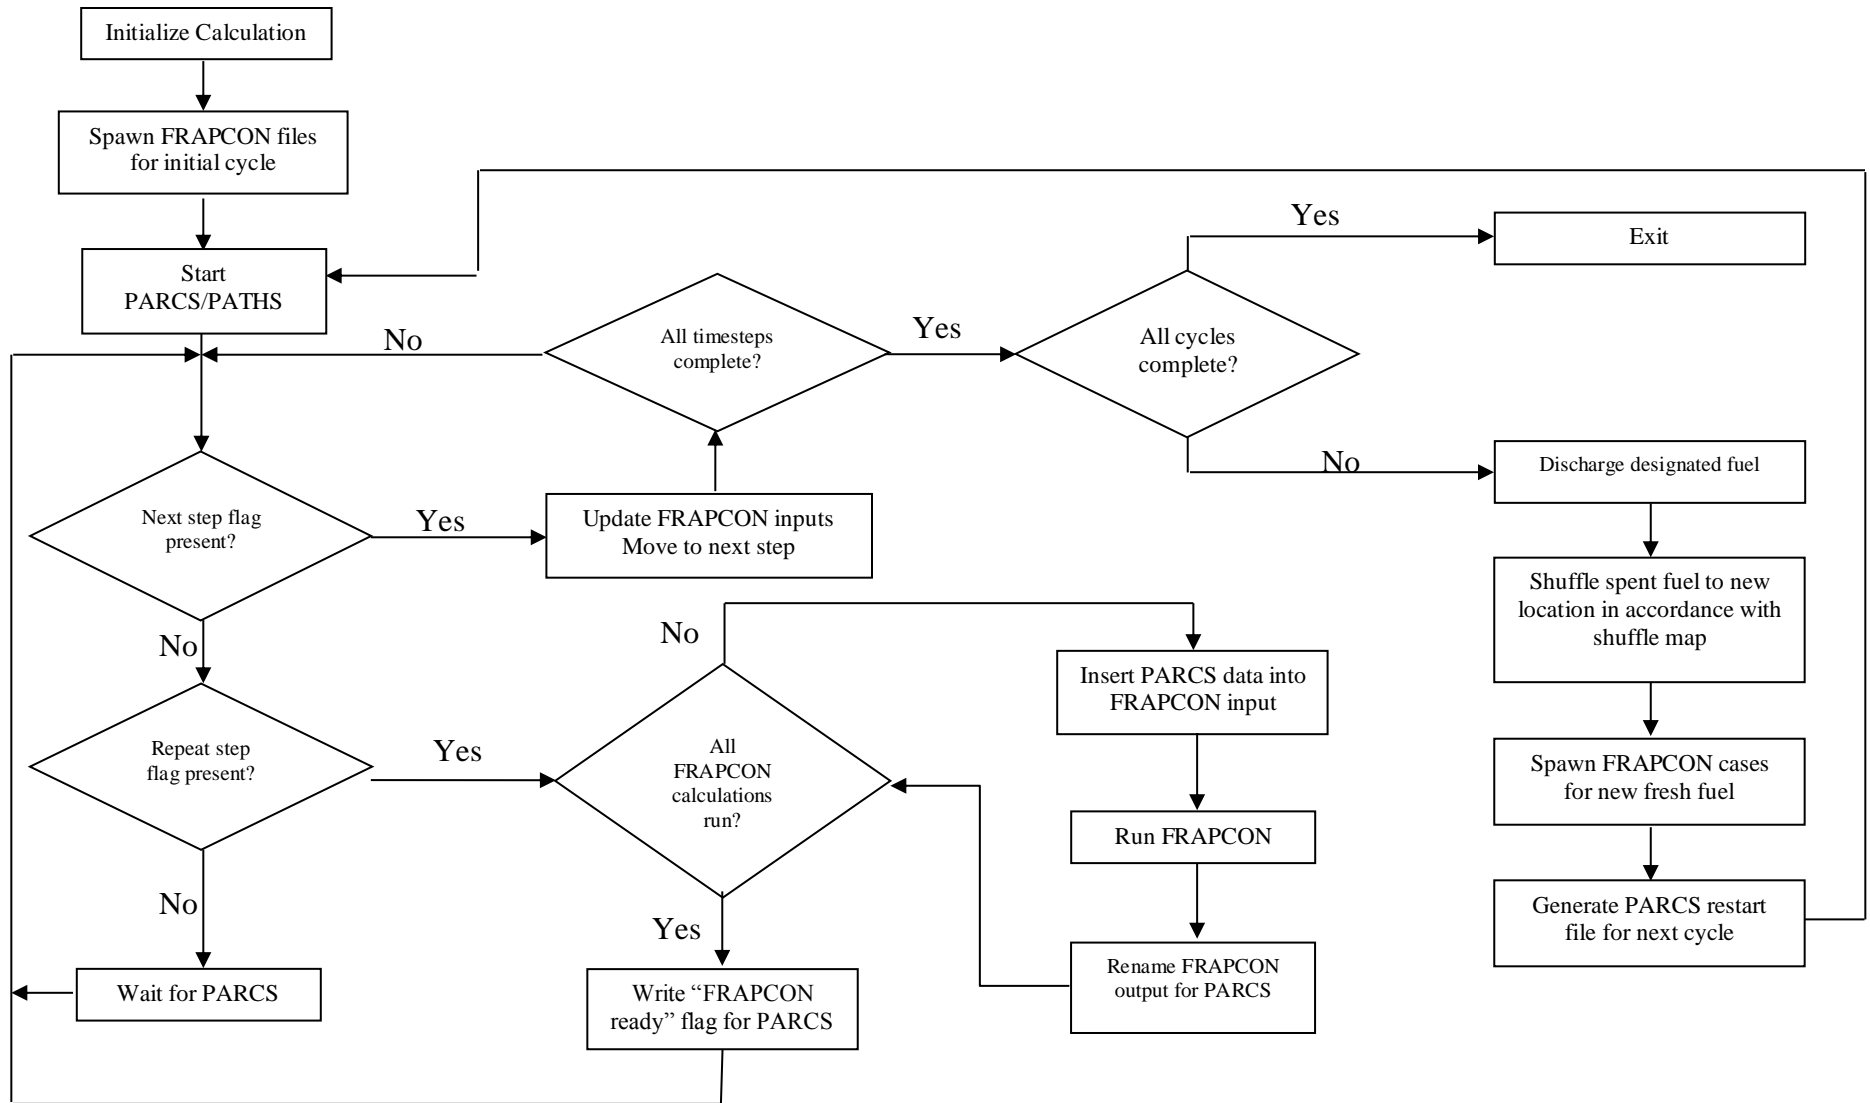 Initialize Calculation
Spawn FRAPCON files
for initial cycle
Start
PARCS/PATHS
No
All timesteps
complete?
Yes
All cycles
complete?
Yes
Exit
No
Discharge designated fuel
Shuffle spent fuel to new
location in accordance with
shuffle map
Spawn FRAPCON cases
for new fresh fuel
Generate PARCS restart
file for next cycle
Next step flag
present?
Yes
Update FRAPCON inputs
Move to next step
No
Repeat step
flag present?
Yes
All
FRAPCON
calculations
run?
No
Insert PARCS data into
FRAPCON input
Run FRAPCON
Rename FRAPCON
output for PARCS
No
Wait for PARCS
Yes
Write “FRAPCON
ready” flag for PARCS